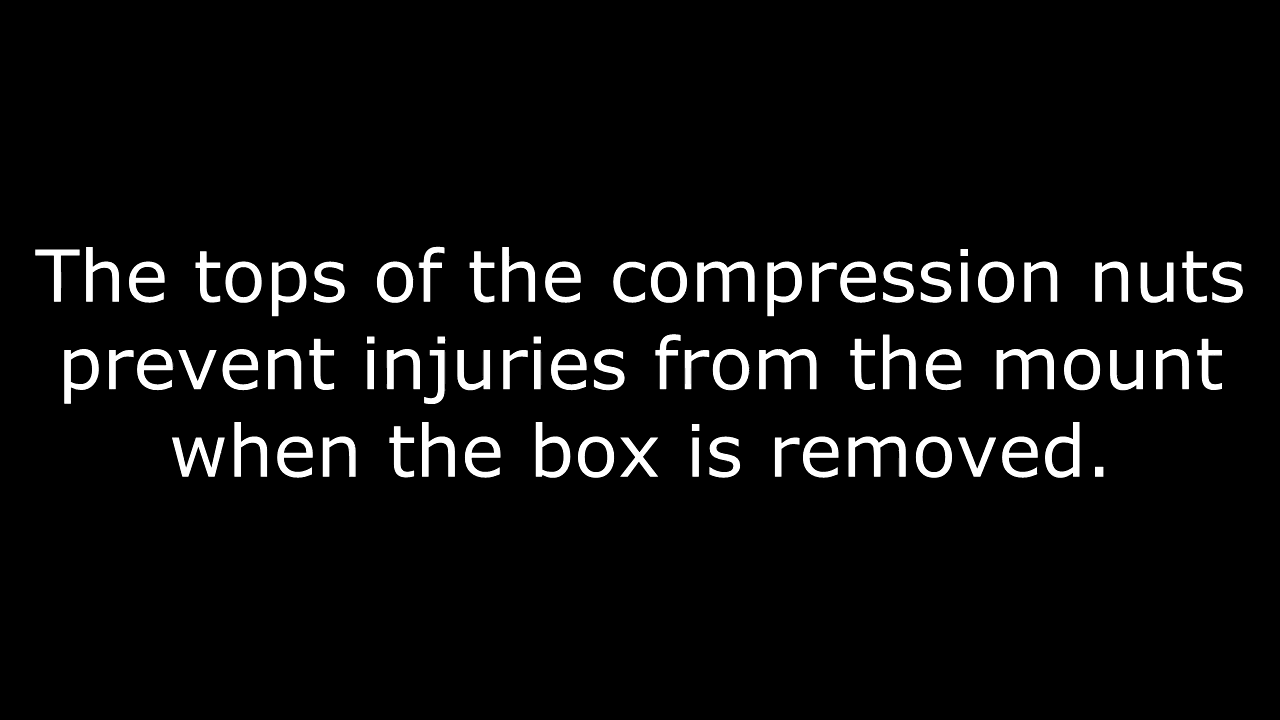 The tops of the compression nuts
prevent injuries from the mount
when the box is removed.